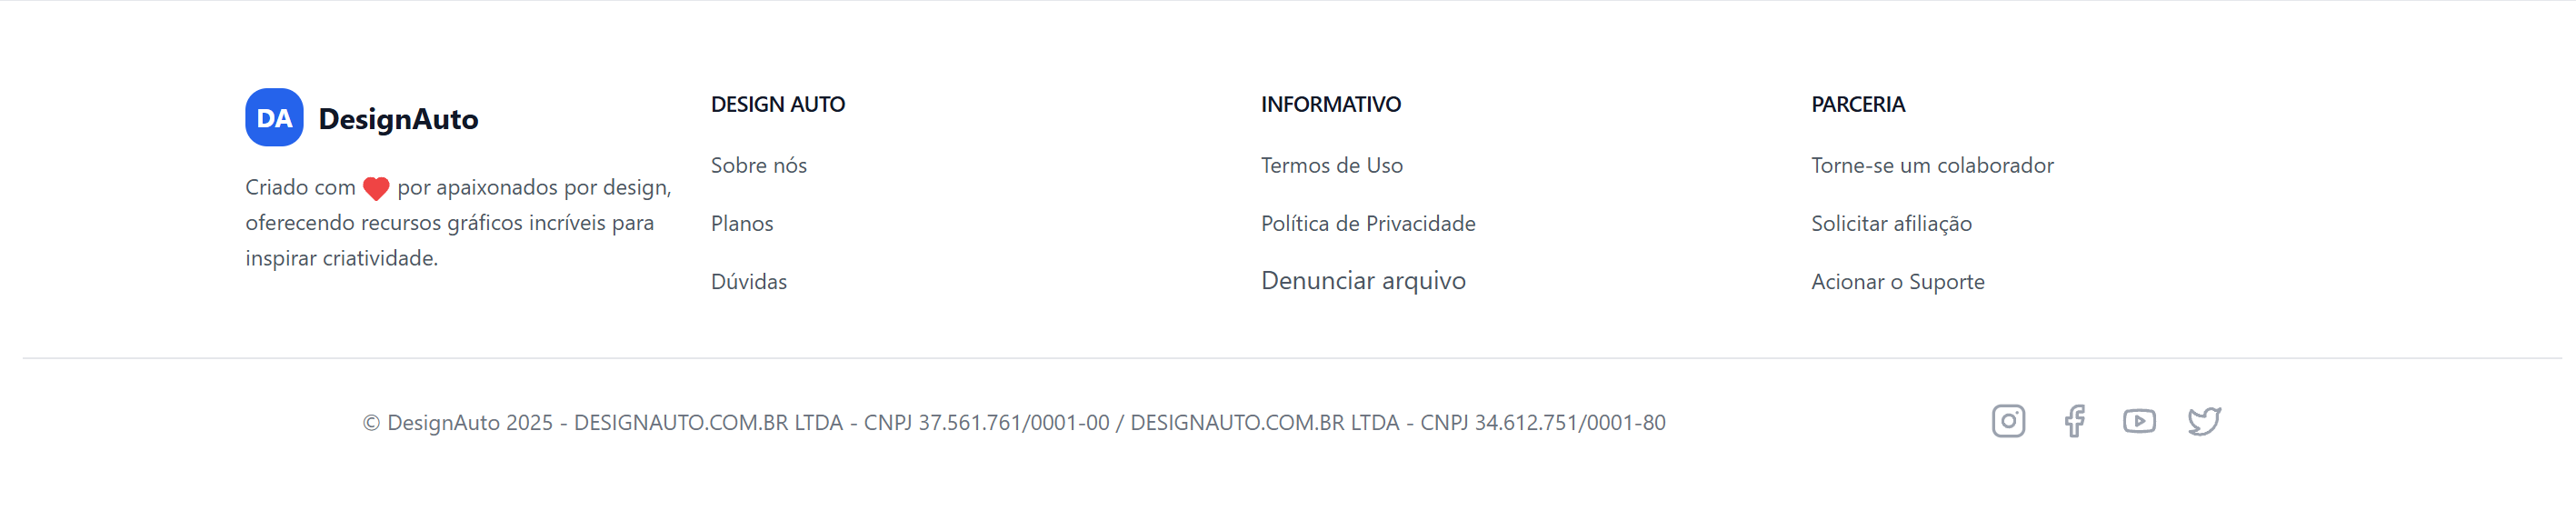 DA DesignAuto
Criado com ❤ por apaixonados por design,
oferecendo recursos gráficos incríveis para
inspirar criatividade.
DESIGN AUTO
Sobre nós
Planos
Dúvidas
INFORMATIVO
Termos de Uso
Política de Privacidade
Denunciar arquivo
PARCERIA
Torne-se um colaborador
Solicitar afiliação
Acionar o Suporte
© DesignAuto 2025 - DESIGNAUTO.COM.BR LTDA - CNPJ 37.561.761/0001-00 / DESIGNAUTO.COM.BR LTDA - CNPJ 34.612.751/0001-80